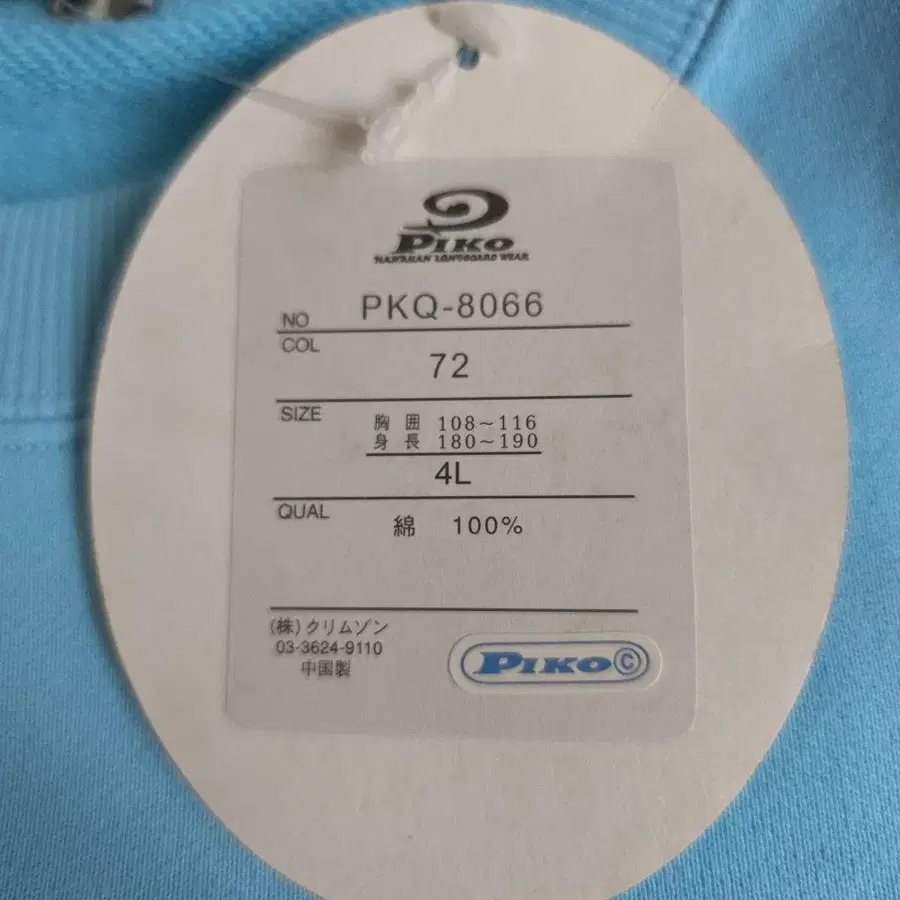 PIKO
HAWAIIAN LONGBOARD WEAR
NO PKQ-8066
COL 72
SIZE 胸囲 108~116
身長 180~190
4L
QUAL 綿 100%
(株)クリムゾン
03-3624-9110
中国製
PIKO©